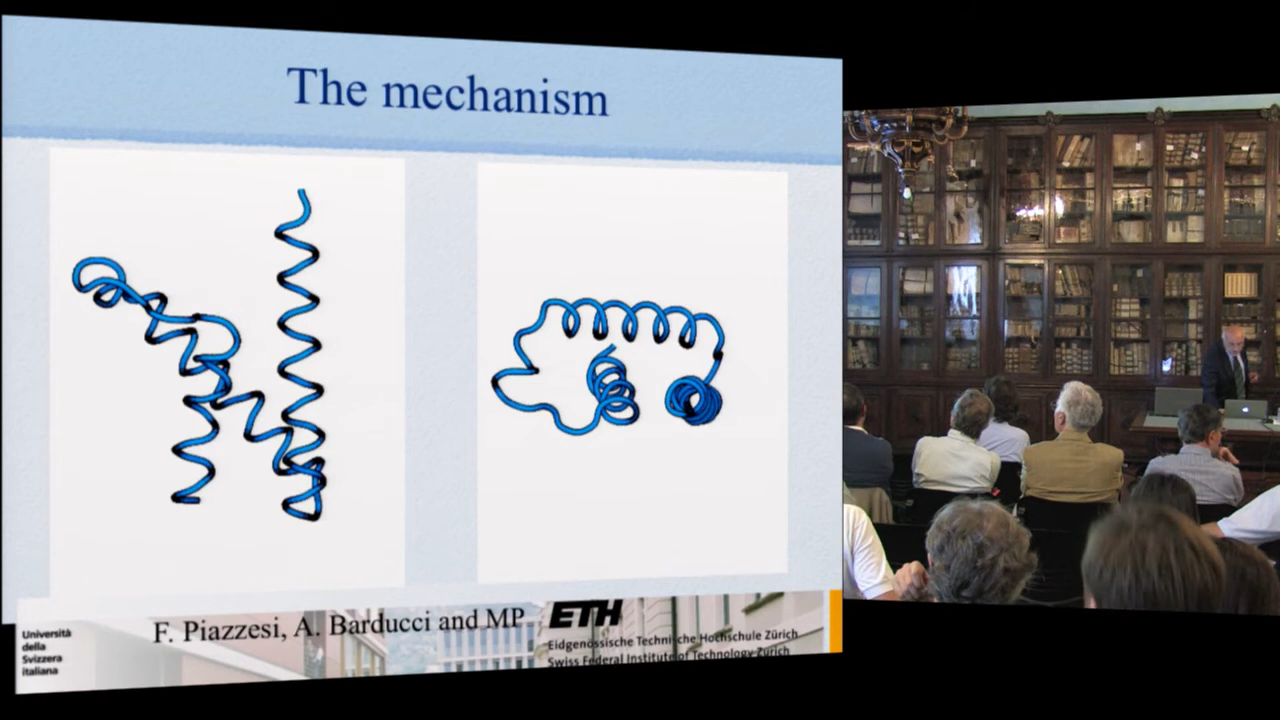 The mechanism
F. Piazzesi, A. Barducci and MP
Università
della
Svizzera
italiana
ETH
Eidgenössische Technische Hochschule Zürich
Swiss Federal Institute of Technology Zurich